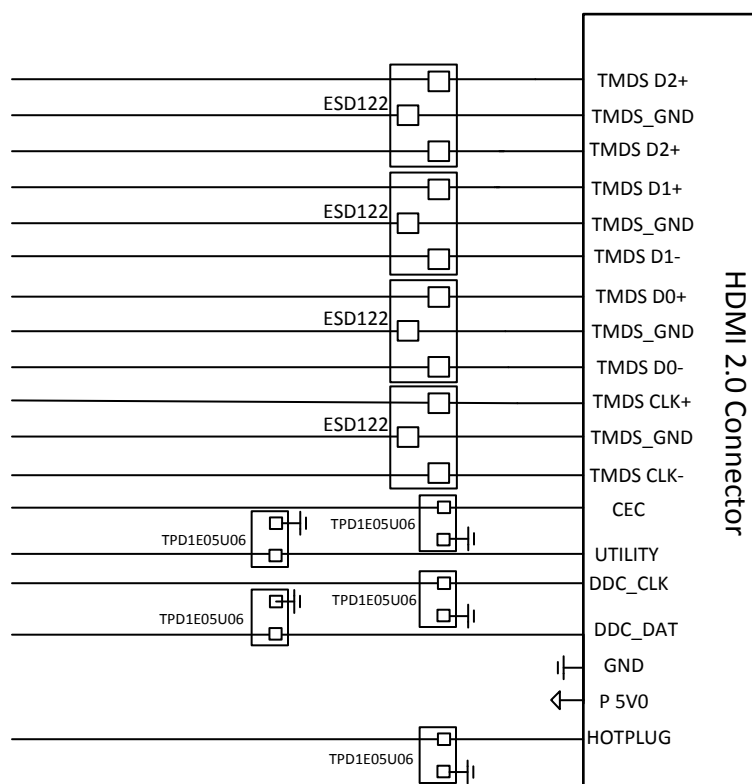 TMDS D2+
ESD122
TMDS_GND
TMDS D2+
TMDS D1+
ESD122
TMDS_GND
TMDS D1-
TMDS D0+
ESD122
TMDS_GND
TMDS D0-
TMDS CLK+
ESD122
TMDS_GND
TMDS CLK-
HDMI 2.0 Connector
CEC
TPD1E05U06
TPD1E05U06
UTILITY
DDC_CLK
TPD1E05U06
TPD1E05U06
DDC_DAT
GND
P 5V0
HOTPLUG
TPD1E05U06